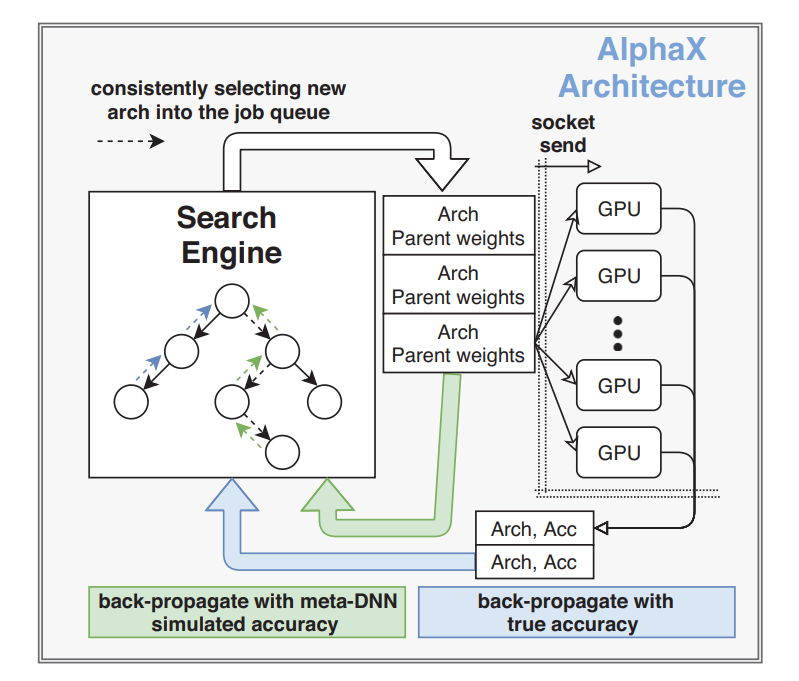 AlphaX
Architecture
consistently selecting new
arch into the job queue
socket
send
Search
Engine
Arch
Parent weights
Arch
Parent weights
Arch
Parent weights
GPU
GPU
GPU
GPU
Arch, Acc
Arch, Acc
back-propagate with meta-DNN
simulated accuracy
back-propagate with
true accuracy